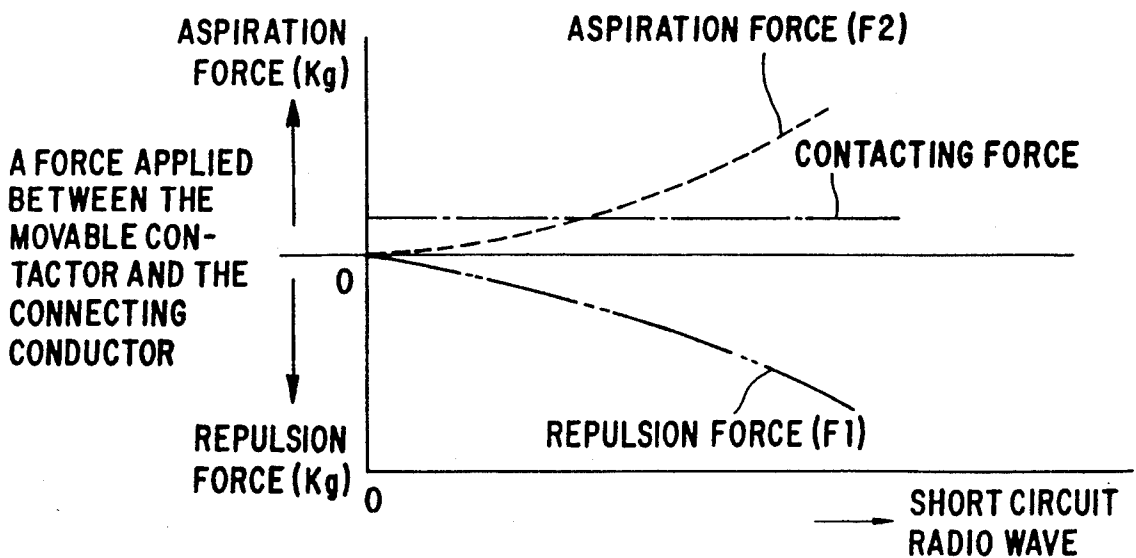 ASPIRATION
FORCE (Kg)
ASPIRATION FORCE (F2)
CONTACTING FORCE
A FORCE APPLIED
BETWEEN THE
MOVABLE CON-
TACTOR AND THE
CONNECTING
CONDUCTOR
0
REPULSION
FORCE (Kg)
REPULSION FORCE (F1)
0
SHORT CIRCUIT
RADIO WAVE